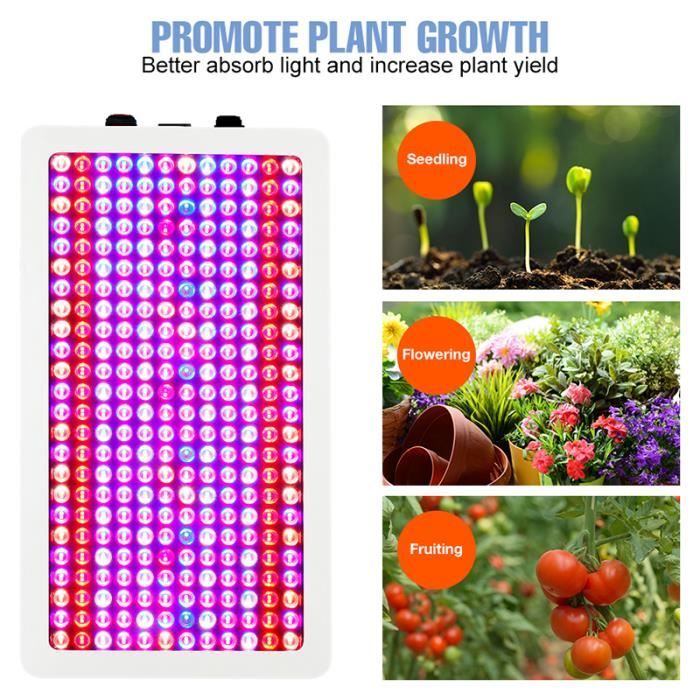 PROMOTE PLANT GROWTH
Better absorb light and increase plant yield
Seedling
Flowering
Fruiting